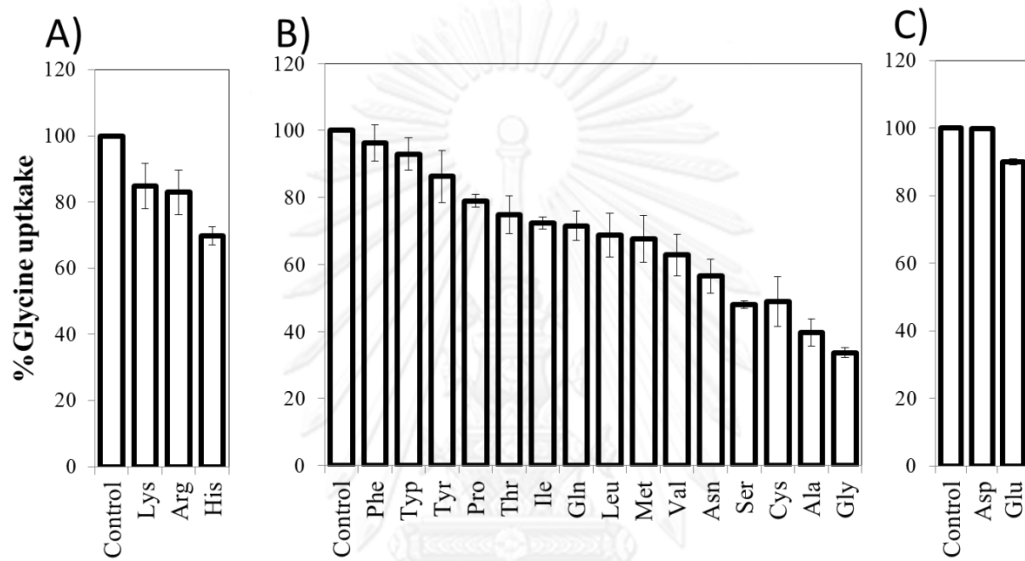 A)
B)
C)
%Glycine uptkake
120
100
80
60
40
20
0
Control
Lys
Arg
His
120
100
80
60
40
20
0
Control
Phe
Typ
Tyr
Pro
Thr
Ile
Gln
Leu
Met
Val
Asn
Ser
Cys
Ala
Gly
120
100
80
60
40
20
0
Control
Asp
Glu